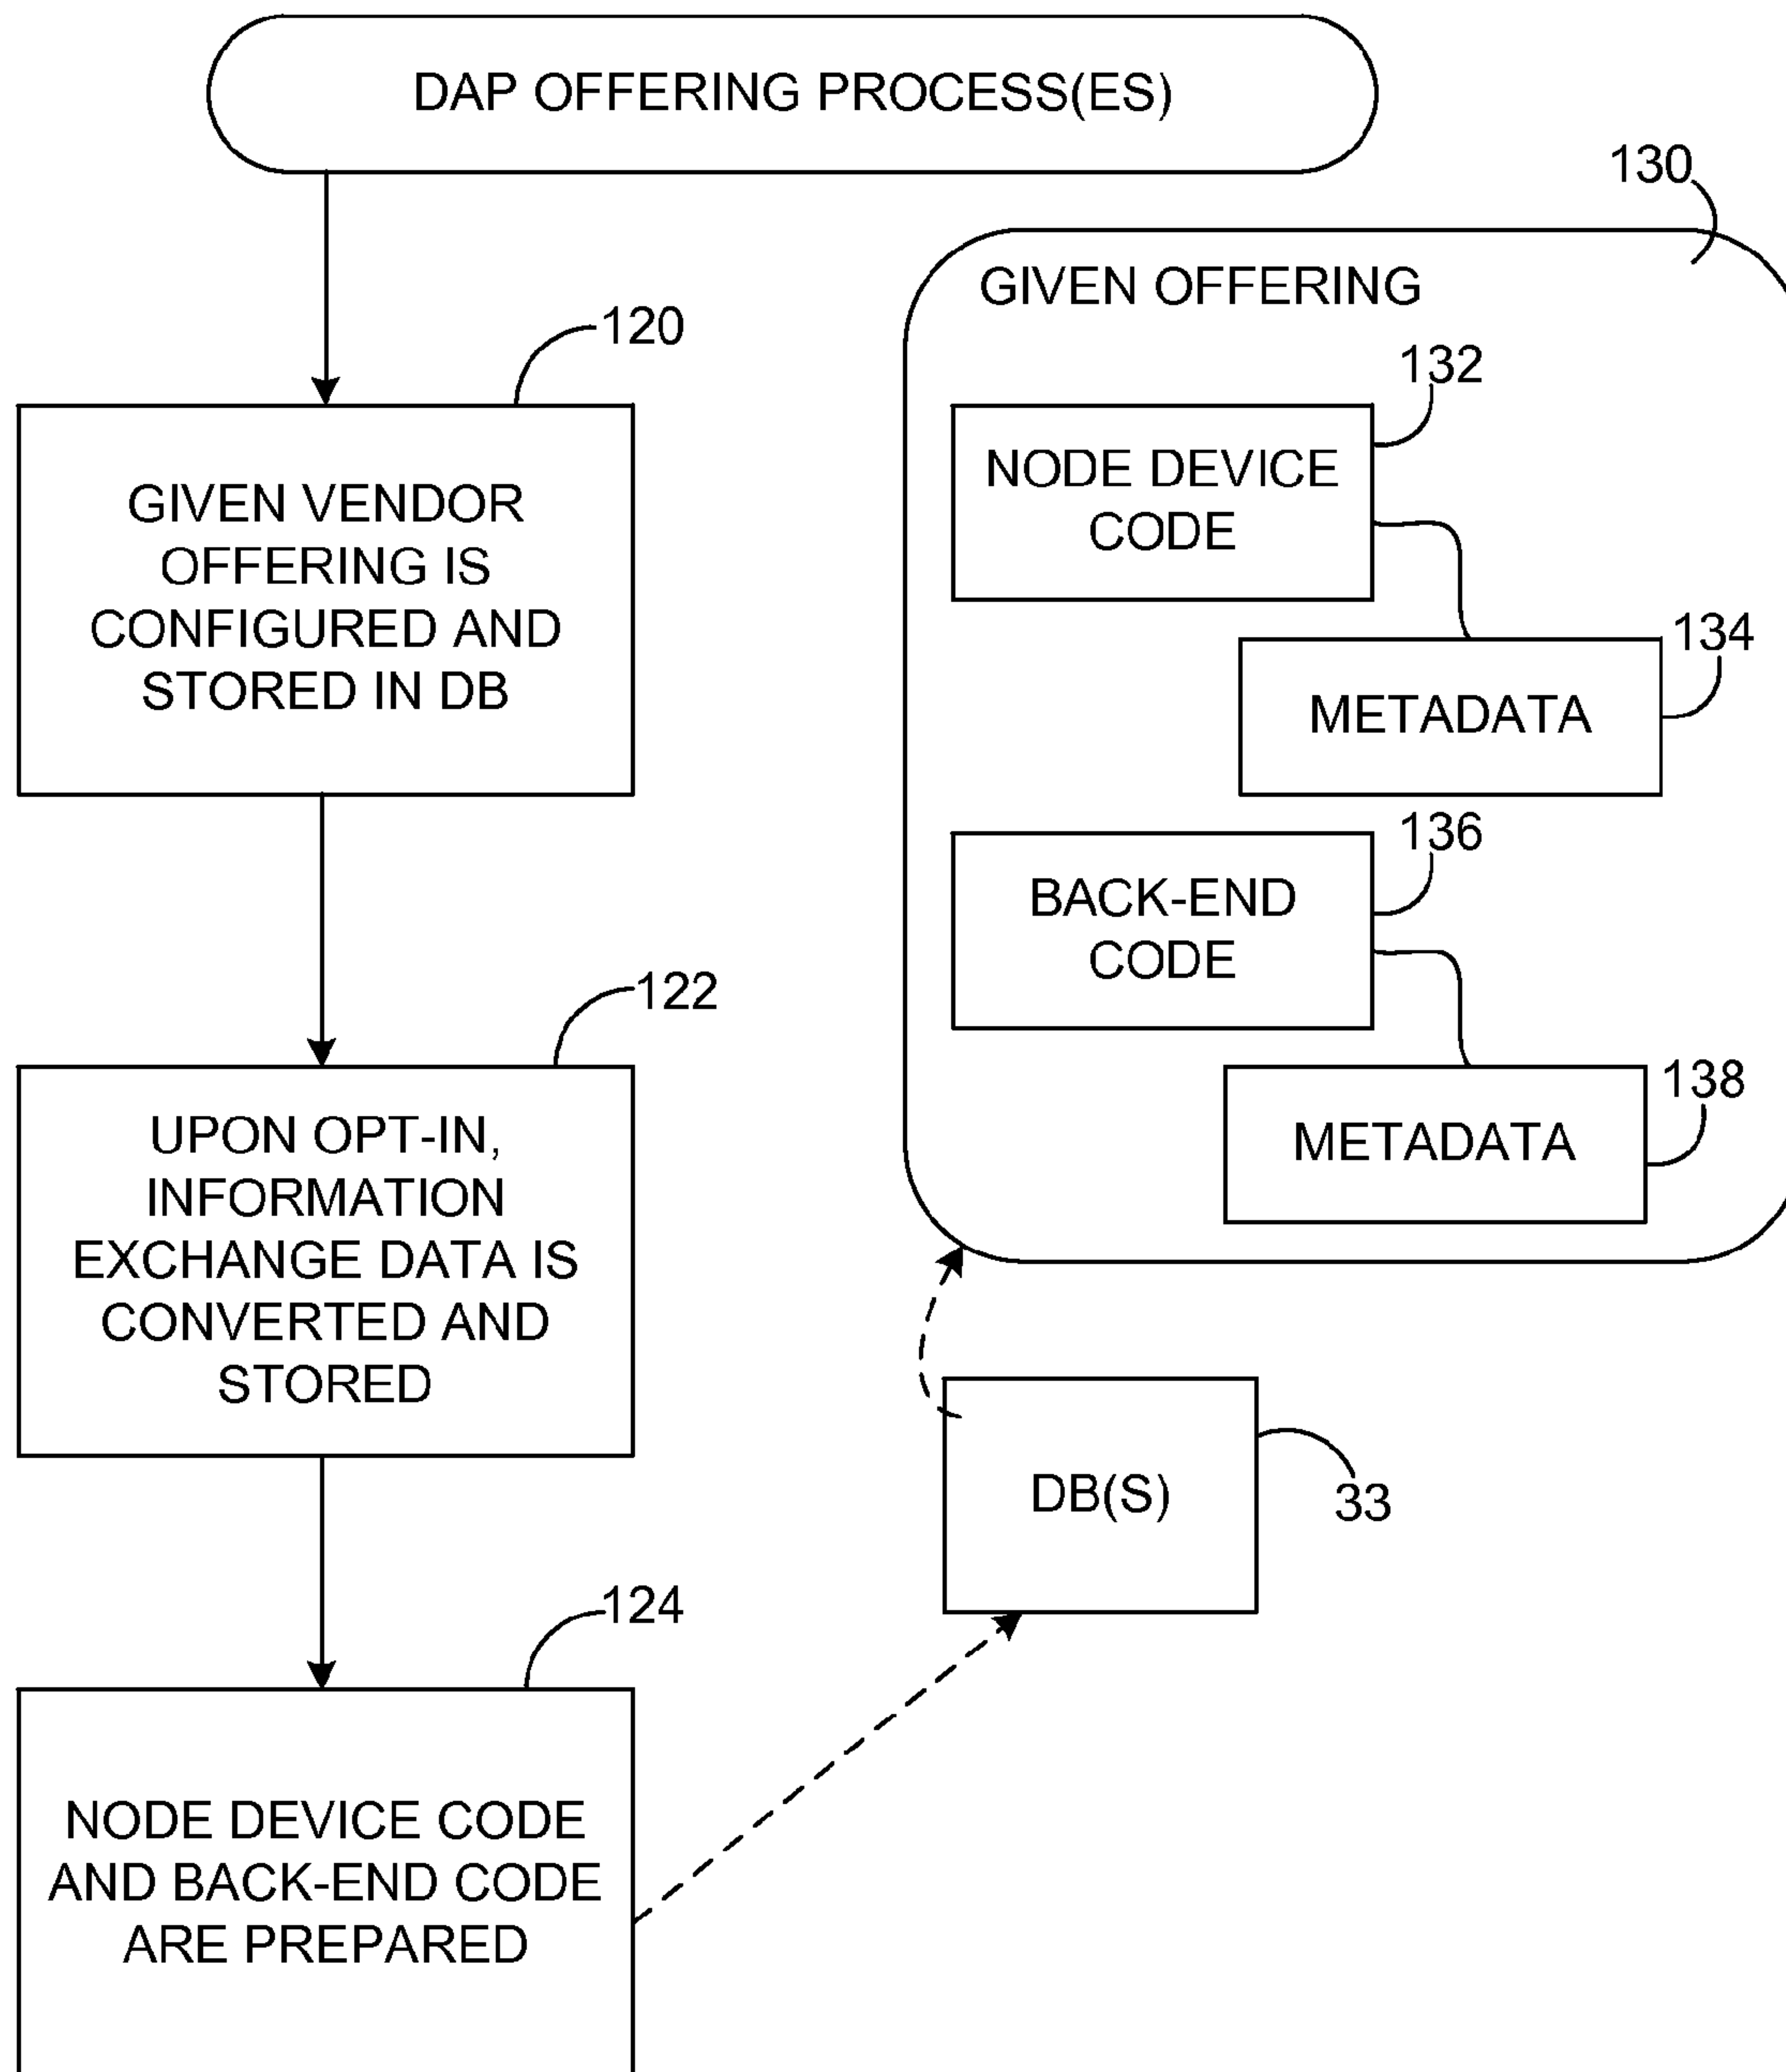 DAP OFFERING PROCESS(ES)
130
GIVEN OFFERING
120
132
GIVEN VENDOR
OFFERING IS
CONFIGURED AND
STORED IN DB
NODE DEVICE
CODE
134
METADATA
136
BACK-END
CODE
122
138
METADATA
UPON OPT-IN,
INFORMATION
EXCHANGE DATA IS
CONVERTED AND
STORED
DB(S)
33
124
NODE DEVICE CODE
AND BACK-END CODE
ARE PREPARED